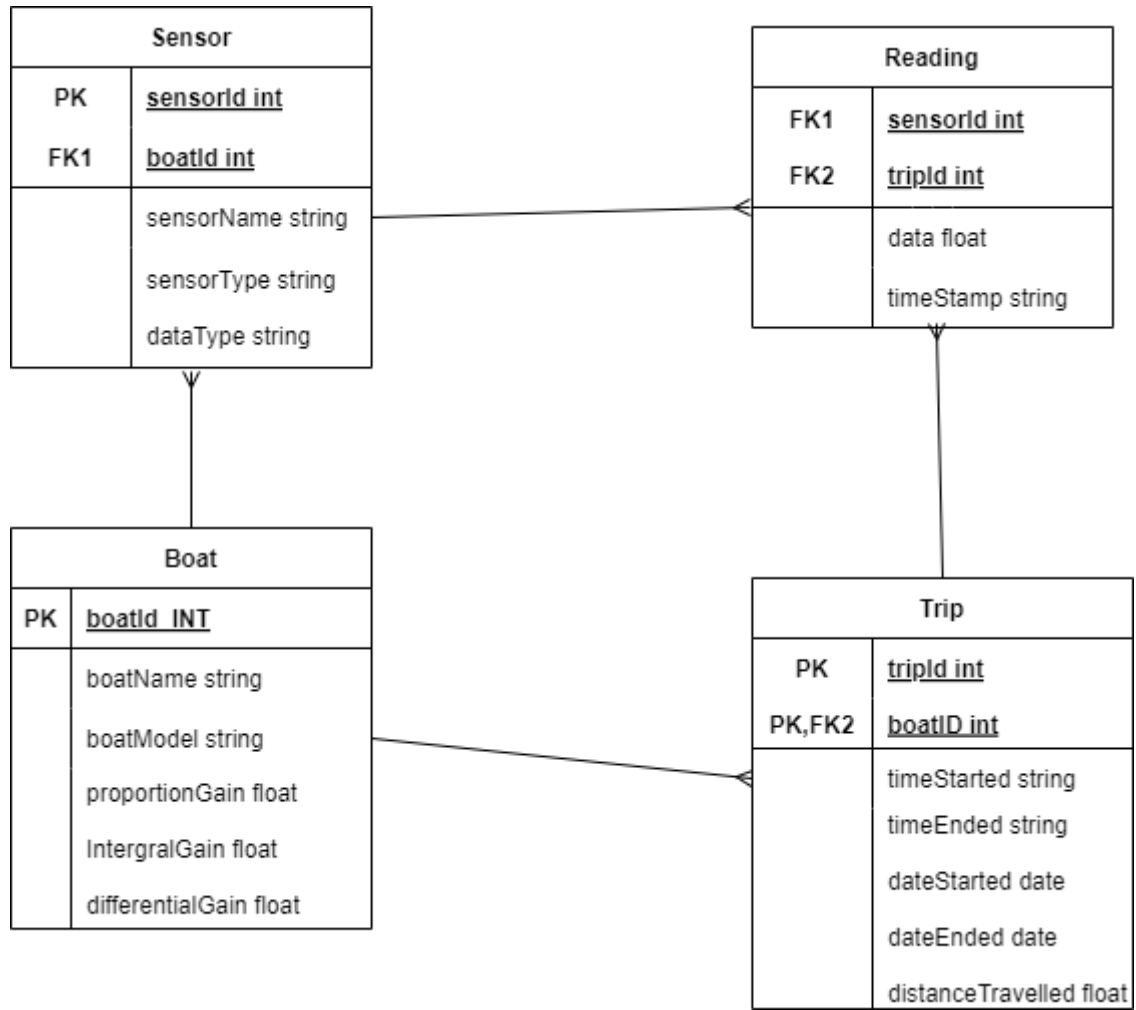 Sensor
PK sensorId int
FK1 boatId int
sensorName string
sensorType string
dataType string
Reading
FK1 sensorId int
FK2 tripId int
data float
timeStamp string
Boat
PK boatId INT
boatName string
boatModel string
proportionGain float
IntergralGain float
differentialGain float
Trip
PK tripId int
PK,FK2 boatID int
timeStarted string
timeEnded string
dateStarted date
dateEnded date
distanceTravelled float